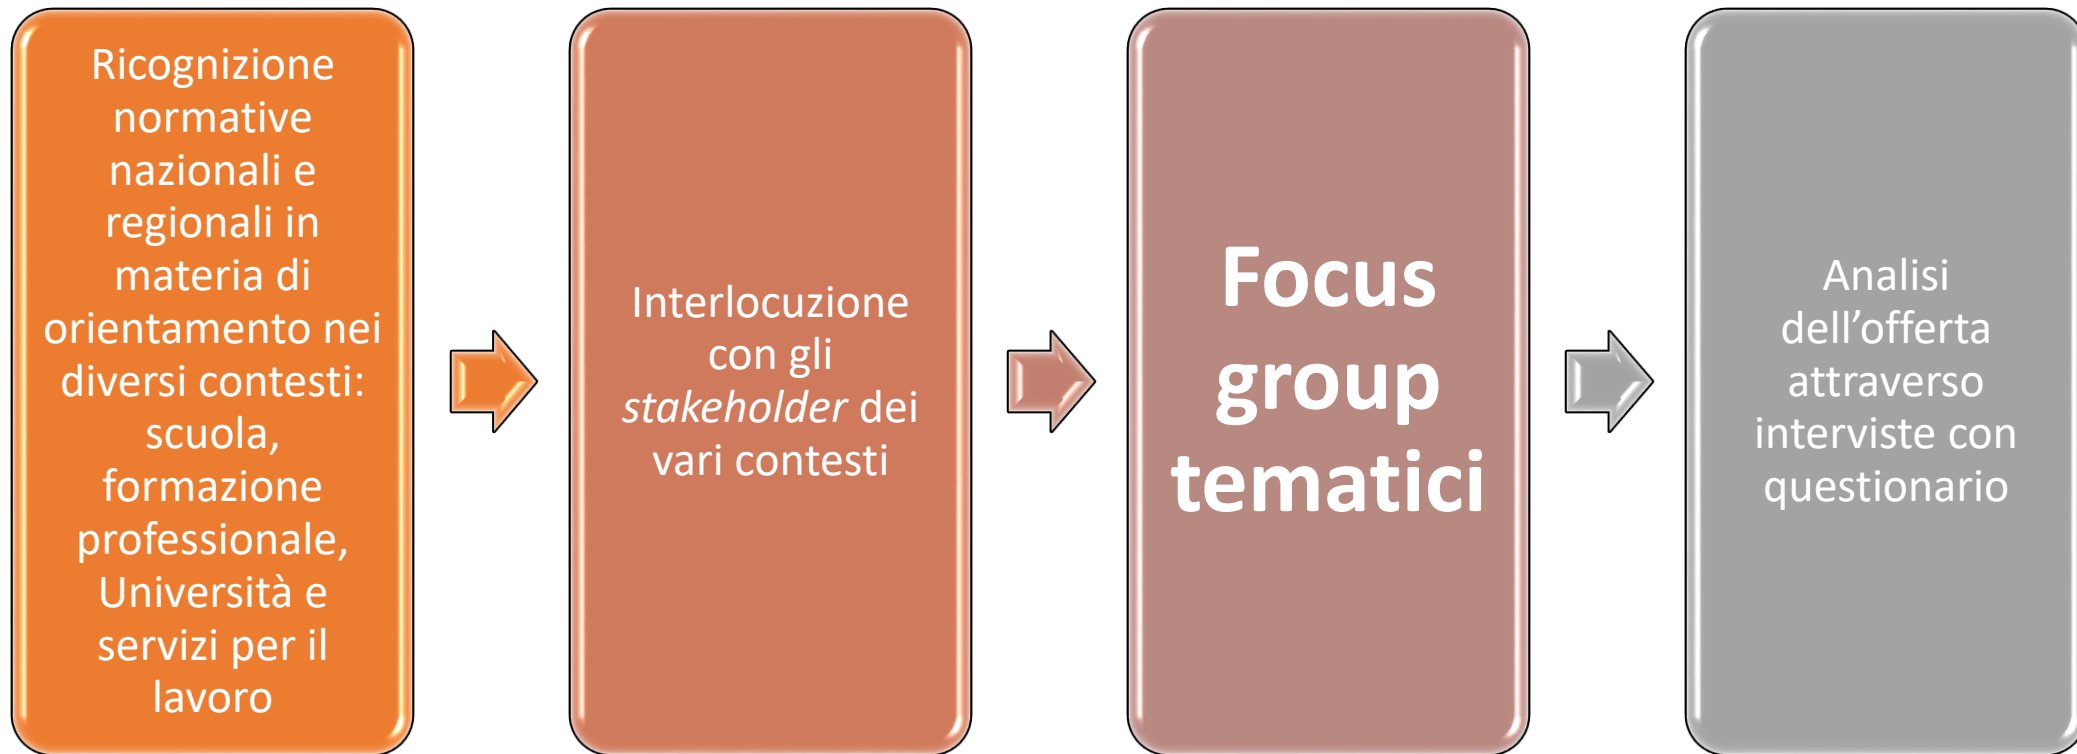 Ricognizione
normative
nazionali e
regionali in
materia di
orientamento nei
diversi contesti:
scuola,
formazione
professionale,
Università e
servizi per il
lavoro
Interlocuzione
con gli
stakeholder dei
vari contesti
Focus
group
tematici
Analisi
dell’offerta
attraverso
interviste con
questionario